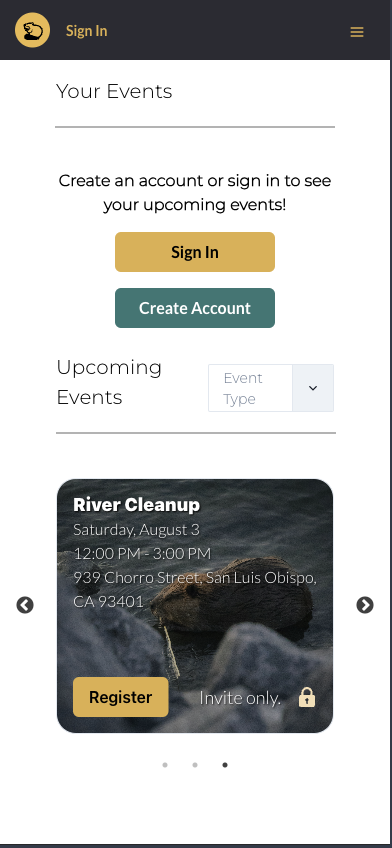 Sign In
Your Events
Create an account or sign in to see
your upcoming events!
Sign In
Create Account
Upcoming
Events
Event
Type
River Cleanup
Saturday, August 3
12:00 PM - 3:00 PM
939 Chorro Street, San Luis Obispo,
CA 93401
Register
Invite only.